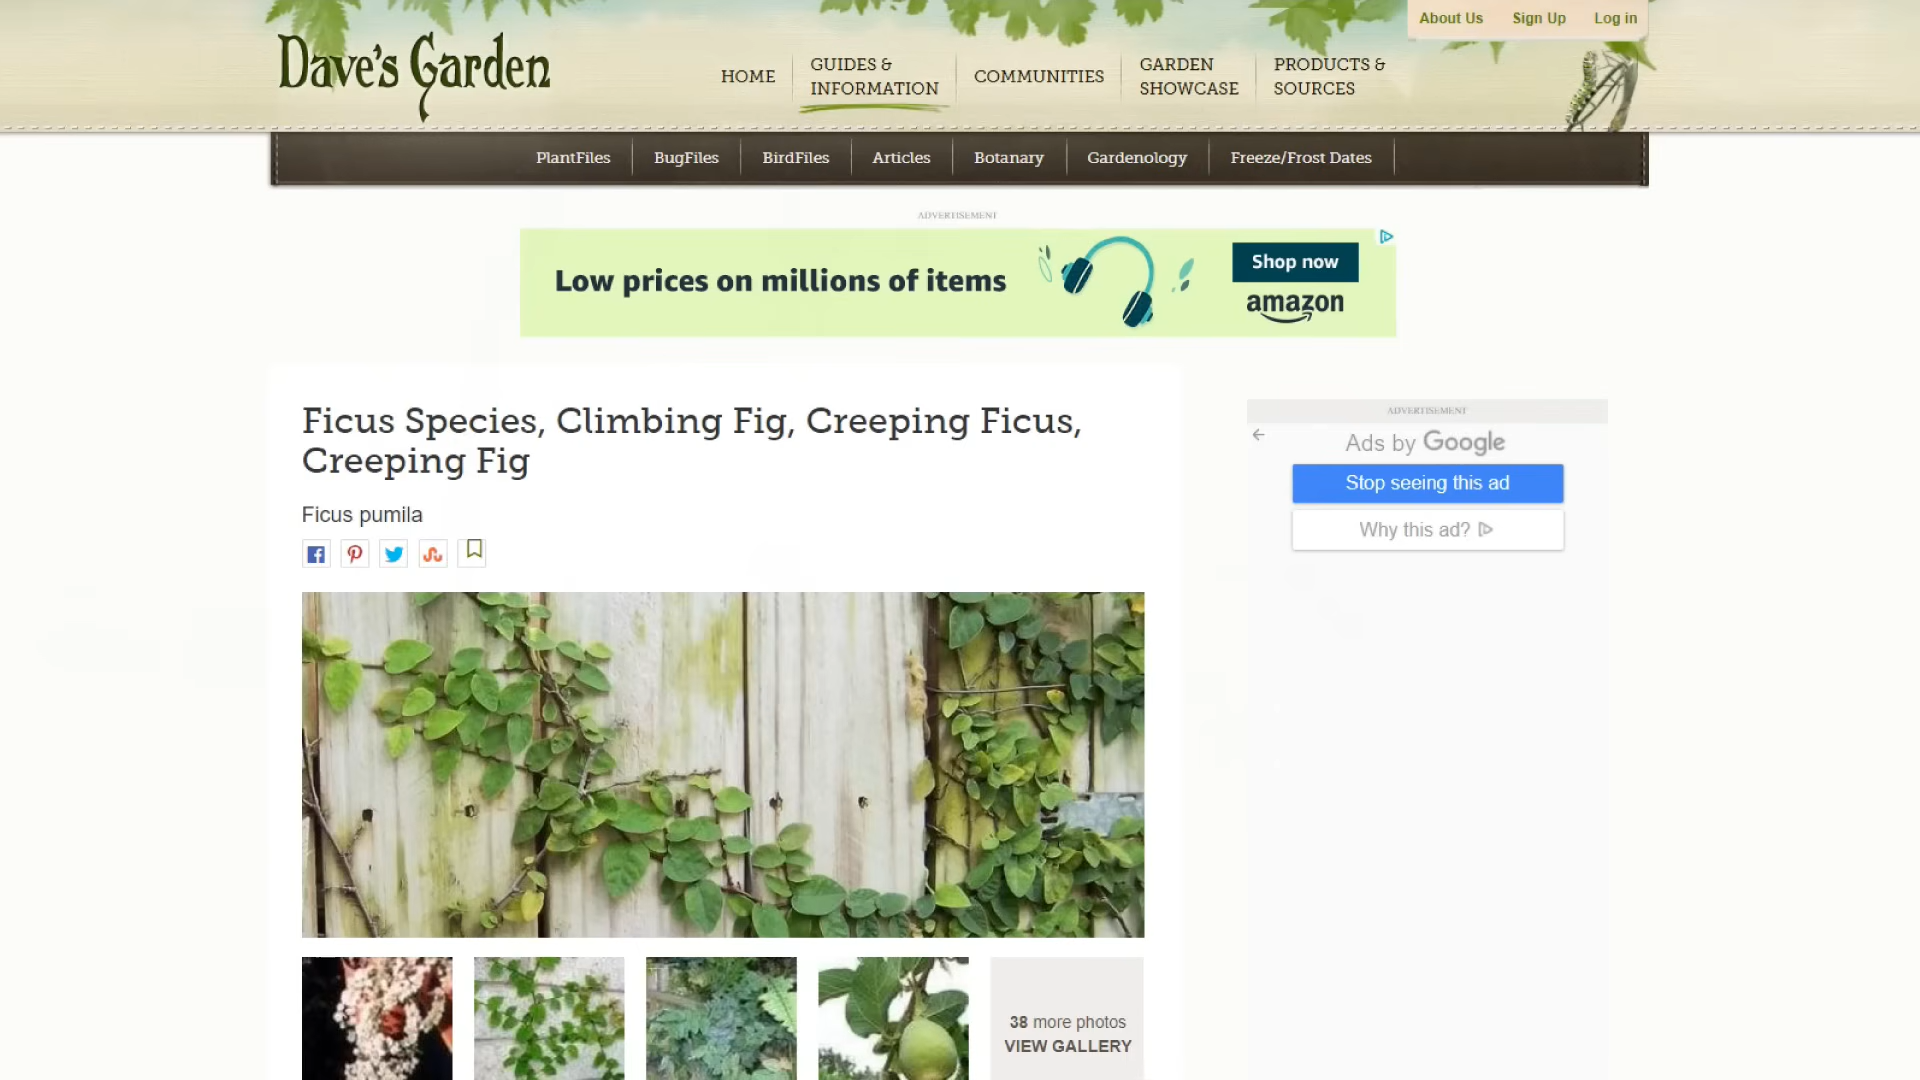 About Us
Sign Up
Log in
Dave's Garden
HOME
GUIDES &
INFORMATION
COMMUNITIES
GARDEN
SHOWCASE
PRODUCTS &
SOURCES
PlantFiles
BugFiles
BirdFiles
Articles
Botanary
Gardenology
Freeze/Frost Dates
ADVERTISEMENT
Low prices on millions of items
Shop now
amazon
Ficus Species, Climbing Fig, Creeping Ficus,
Creeping Fig
Ficus pumila
ADVERTISEMENT
Ads by Google
Stop seeing this ad
Why this ad?
38 more photos
VIEW GALLERY